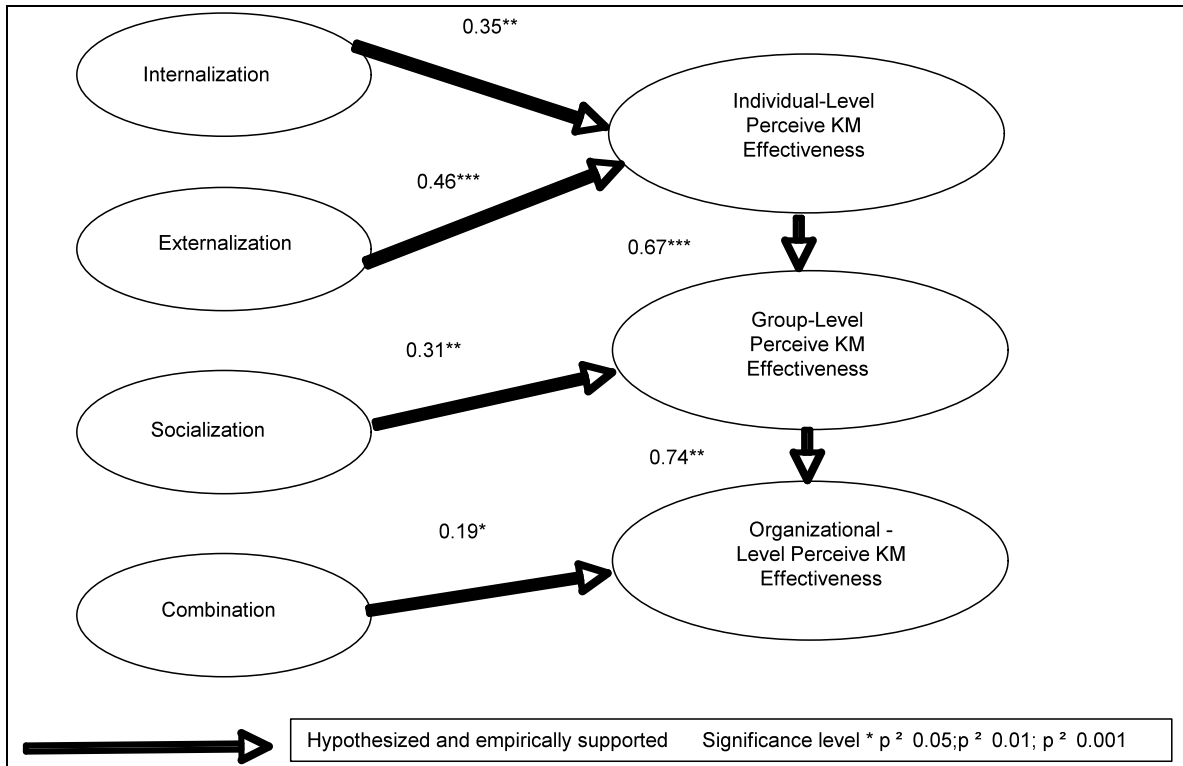 0.35**
Internalization
Individual-Level
Perceive KM
Effectiveness
0.46***
Externalization
0.67***
Group-Level
Perceive KM
Effectiveness
0.31**
Socialization
0.74**
Organizational -
Level Perceive KM
Effectiveness
0.19*
Combination
Hypothesized and empirically supported Significance level * p ² 0.05;p ² 0.01; p ² 0.001